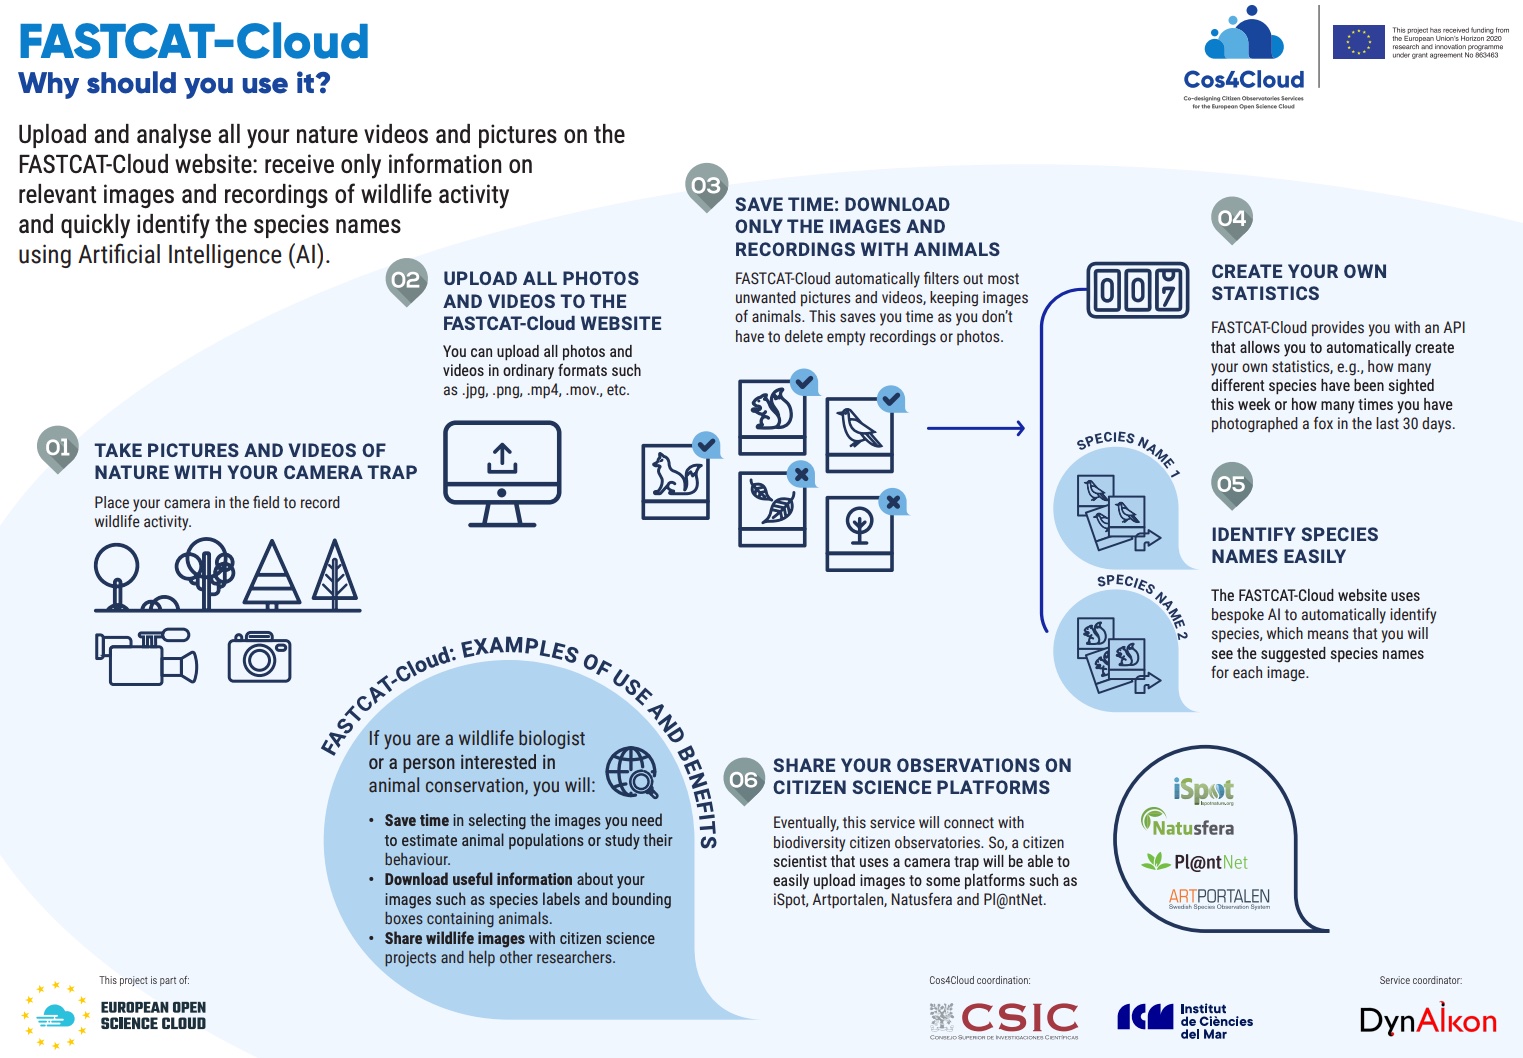 FASTCAT-Cloud
Why should you use it?
Upload and analyse all your nature videos and pictures on the
FASTCAT-Cloud website: receive only information on
relevant images and recordings of wildlife activity
and quickly identify the species names
using Artificial Intelligence (AI).
Cos4Cloud
Co-designing Citizen Observatories Services
for the European Open Science Cloud
This project has received funding from
the European Union's Horizon 2020
research and innovation programme
under grant agreement No 863463
01
TAKE PICTURES AND VIDEOS OF
NATURE WITH YOUR CAMERA TRAP
Place your camera in the field to record
wildlife activity.
02
UPLOAD ALL PHOTOS
AND VIDEOS TO THE
FASTCAT-Cloud WEBSITE
You can upload all photos and
videos in ordinary formats such
as .jpg, .png, .mp4, .mov., etc.
03
SAVE TIME: DOWNLOAD
ONLY THE IMAGES AND
RECORDINGS WITH ANIMALS
FASTCAT-Cloud automatically filters out most
unwanted pictures and videos, keeping images
of animals. This saves you time as you don't
have to delete empty recordings or photos.
007
04
CREATE YOUR OWN
STATISTICS
FASTCAT-Cloud provides you with an API
that allows you to automatically create
your own statistics, e.g., how many
different species have been sighted
this week or how many times you have
photographed a fox in the last 30 days.
SPECIES NAME 1
SPECIES NAME 2
05
IDENTIFY SPECIES
NAMES EASILY
The FASTCAT-Cloud website uses
bespoke AI to automatically identify
species, which means that you will
see the suggested species names
for each image.
FASTCAT-Cloud: EXAMPLES OF USE AND BENEFITS
If you are a wildlife biologist
or a person interested in
animal conservation, you will:
• Save time in selecting the images you need
to estimate animal populations or study their
behaviour.
• Download useful information about your
images such as species labels and bounding
boxes containing animals.
• Share wildlife images with citizen science
projects and help other researchers.
06
SHARE YOUR OBSERVATIONS ON
CITIZEN SCIENCE PLATFORMS
Eventually, this service will connect with
biodiversity citizen observatories. So, a citizen
scientist that uses a camera trap will be able to
easily upload images to some platforms such as
iSpot, Artportalen, Natusfera and Pl@ntNet.
iSpot
ispotnature.org
Natusfera
Pl@ntNet
ARTPORTALEN
Swedish Species Observation System
This project is part of:
EUROPEAN OPEN
SCIENCE CLOUD
Cos4Cloud coordination:
CSIC
CONSEJO SUPERIOR DE INVESTIGACIONES CIENTÍFICAS
ICM
Institut
de Ciències
del Mar
Service coordinator:
DynAIkon